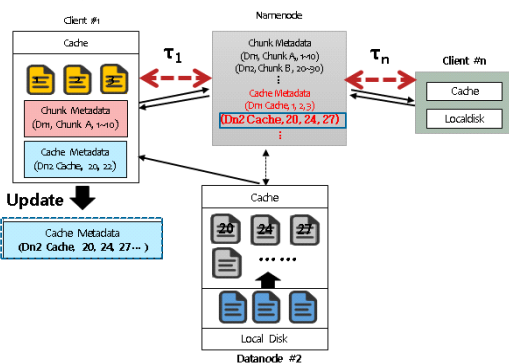 Client #1
Cache
1 2 3
Chunk Metadata
(Dn1, Chunk A, 1~10)
Cache Metadata
(Dn2 Cache, 20, 22)
Update
Cache Metadata
(Dn2 Cache, 20, 24, 27··· )
τ1
Namenode
Chunk Metadata
(Dn1, Chunk A, 1~10)
(Dn2, Chunk B, 20~30)
⋮
Cache Metadata
(Dn1 Cache, 1, 2, 3)
(Dn2 Cache, 20, 24, 27)
⋮
τn
Client #n
Cache
Localdisk
Cache
20 24 27
··· ···
Local Disk
Datanode #2